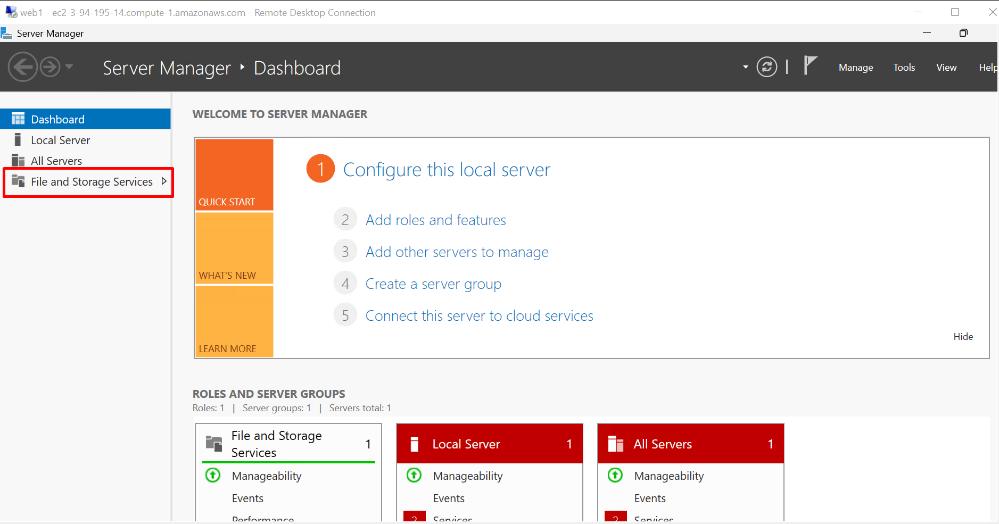 web1 - ec2-3-94-195-14.compute-1.amazonaws.com - Remote Desktop Connection
Server Manager
Server Manager Dashboard
Manage Tools View Help
Dashboard
Local Server
All Servers
File and Storage Services
WELCOME TO SERVER MANAGER
QUICK START
WHAT'S NEW
LEARN MORE
1 Configure this local server
2 Add roles and features
3 Add other servers to manage
4 Create a server group
5 Connect this server to cloud services
Hide
ROLES AND SERVER GROUPS
Roles: 1 | Server groups: 1 | Servers total: 1
File and Storage
Services 1
Manageability
Events
Performance
Local Server 1
Manageability
Events
2 Services
All Servers 1
Manageability
Events
2 Services